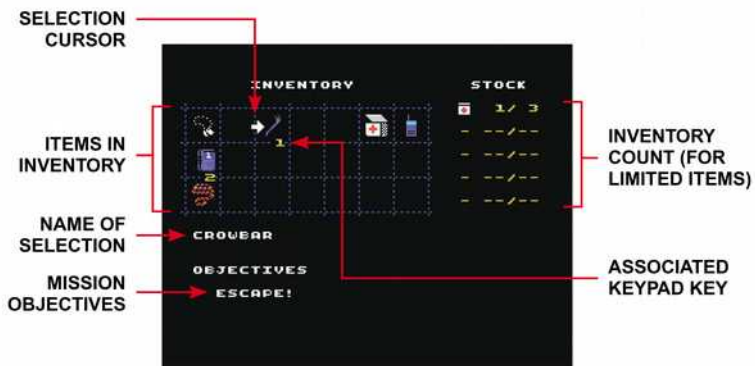 SELECTION
CURSOR
INVENTORY
STOCK
1/ 3
1
ITEMS IN
INVENTORY
- --/--
- --/--
- --/--
- --/--
INVENTORY
COUNT (FOR
LIMITED ITEMS)
1
2
NAME OF
SELECTION
CROWBAR
OBJECTIVES
MISSION
OBJECTIVES
ESCAPE!
ASSOCIATED
KEYPAD KEY